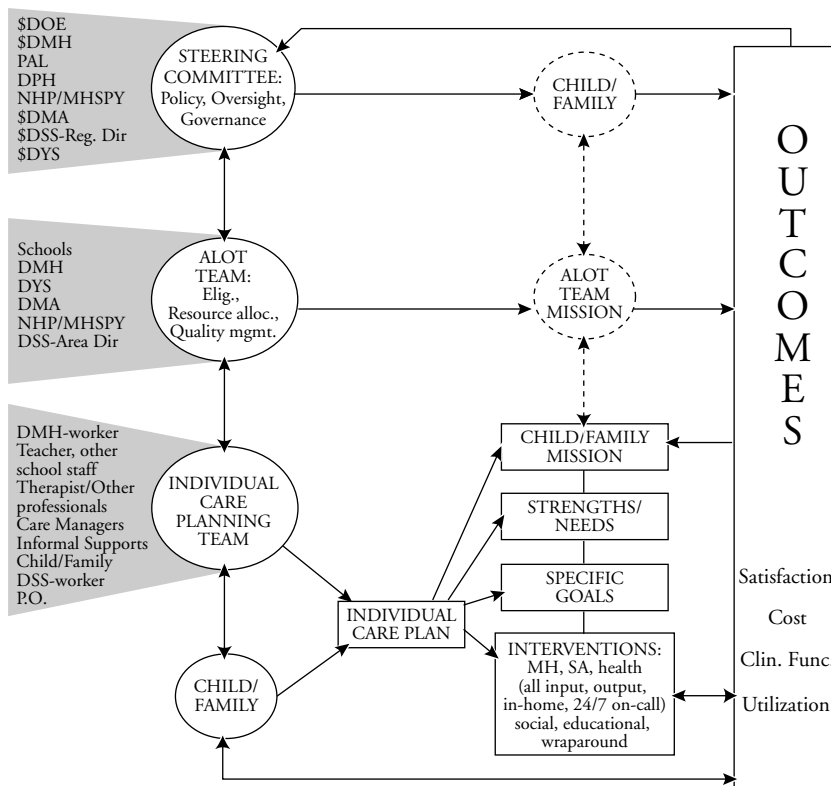 $DOE
$DMH
PAL
DPH
NHP/MHSPY
$DMA
$DSS-Reg. Dir
$DYS
STEERING
COMMITTEE:
Policy, Oversight,
Governance
CHILD/
FAMILY
Schools
DMH
DYS
DMA
NHP/MHSPY
DSS-Area Dir
ALOT
TEAM:
Elig.,
Resource alloc.,
Quality mgmt.
ALOT
TEAM
MISSION
DMH-worker
Teacher, other
school staff
Therapist/Other
professionals
Care Managers
Informal Supports
Child/Family
DSS-worker
P.O.
INDIVIDUAL
CARE
PLANNING
TEAM
CHILD/
FAMILY
INDIVIDUAL
CARE PLAN
CHILD/FAMILY
MISSION
STRENGTHS/
NEEDS
SPECIFIC
GOALS
INTERVENTIONS:
MH, SA, health
(all input, output,
in-home, 24/7 on-call)
social, educational,
wraparound
OUTCOMES
Satisfaction
Cost
Clin. Func.
Utilization